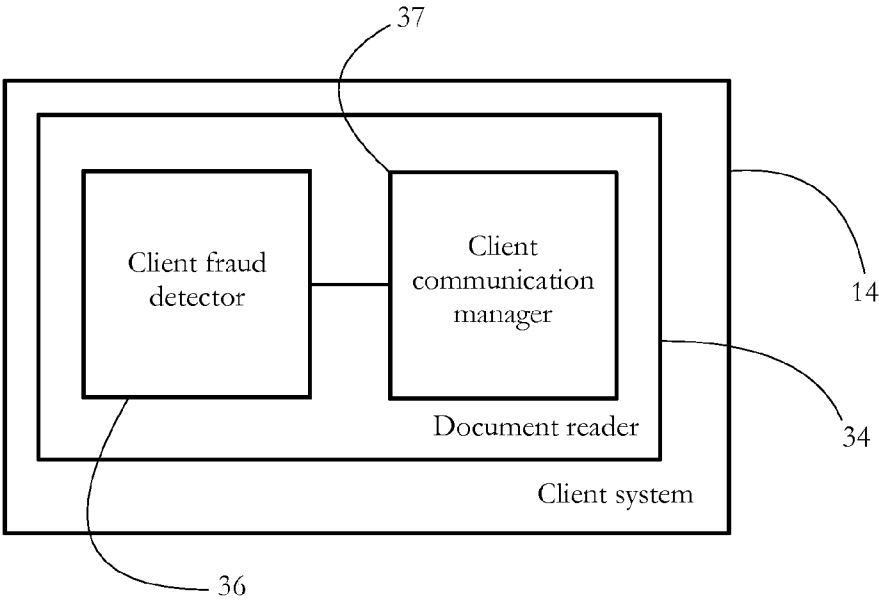 37
Client fraud
detector
Client
communication
manager
14
Document reader
34
Client system
36